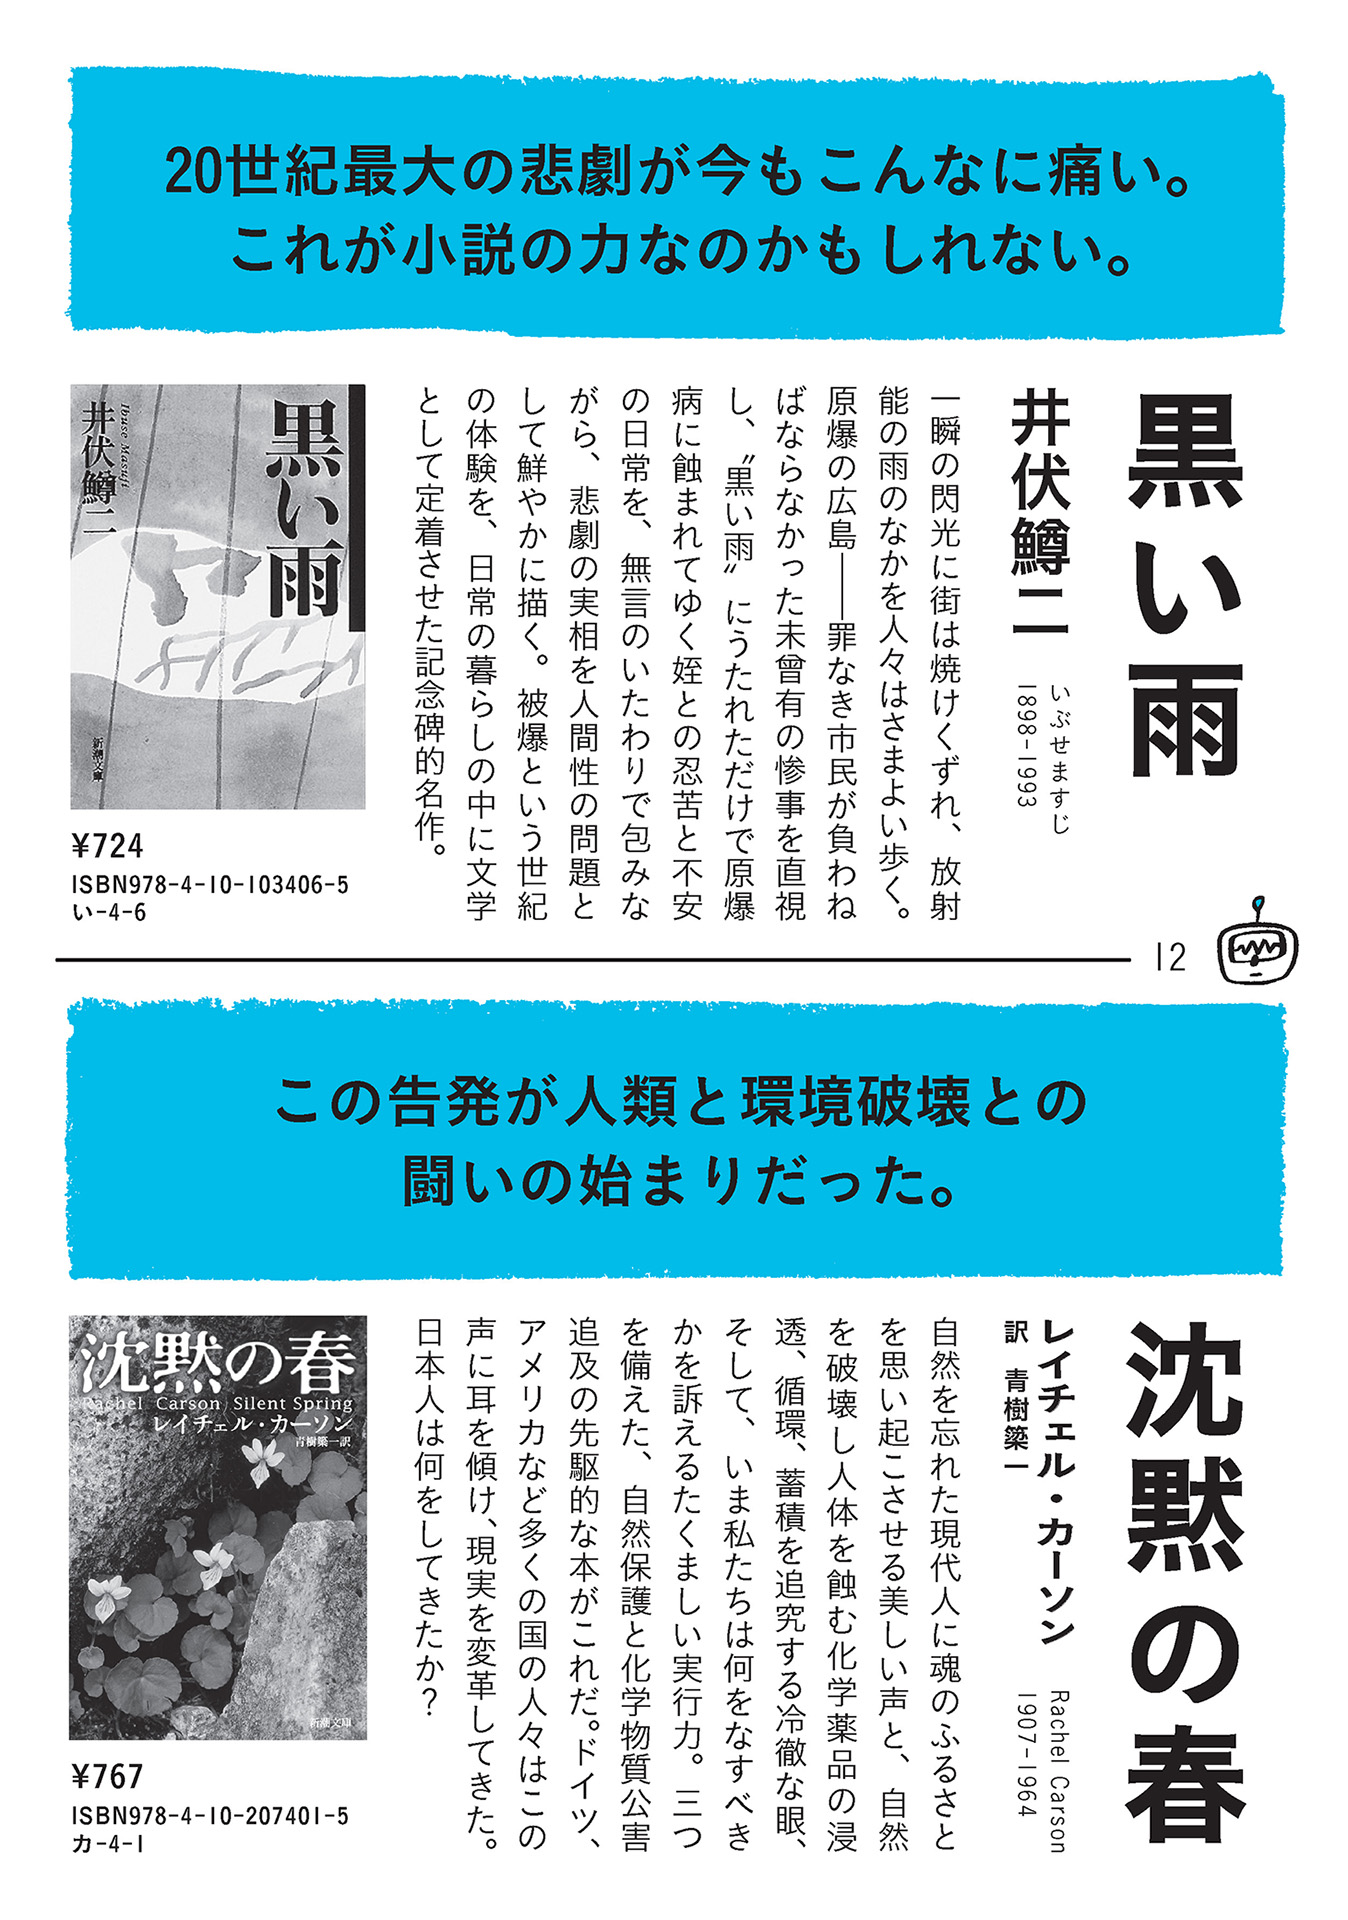 20世紀最大の悲劇が今もこんなに痛い。
これが小説の力なのかもしれない。
黒い雨
井伏鱒二
いぶせますじ
1898-1993
一瞬の閃光に街は焼けくずれ、放射
能の雨のなかを人々はさまよい歩く。
原爆の広島――罪なき市民が負わね
ばならなかった未曾有の惨事を直視
し、〝黒い雨〟にうたれただけで原爆
病に蝕まれてゆく姪との忍苦と不安
の日常を、無言のいたわりで包みな
がら、悲劇の実相を人間性の問題と
して鮮やかに描く。被爆という世紀
の体験を、日常の暮らしの中に文学
として定着させた記念碑的名作。
黒い雨
Ibuse Masuji
井伏鱒二
新潮文庫
¥724
ISBN978-4-10-103406-5
い-4-6
12
この告発が人類と環境破壊との
闘いの始まりだった。
沈黙の春
レイチェル・カーソン
Rachel Carson
1907-1964
訳 青樹簗一
自然を忘れた現代人に魂のふるさと
を思い起こさせる美しい声と、自然
を破壊し人体を蝕む化学薬品の浸
透、循環、蓄積を追究する冷徹な眼、
そして、いま私たちは何をなすべき
かを訴えるたくましい実行力。三つ
を備えた、自然保護と化学物質公害
追及の先駆的な本がこれだ。ドイツ、
アメリカなど多くの国の人々はこの
声に耳を傾け、現実を変革してきた。
日本人は何をしてきたか？
沈黙の春
Rachel Carson Silent Spring
レイチェル・カーソン
青樹簗一訳
新潮文庫
¥767
ISBN978-4-10-207401-5
カ-4-1